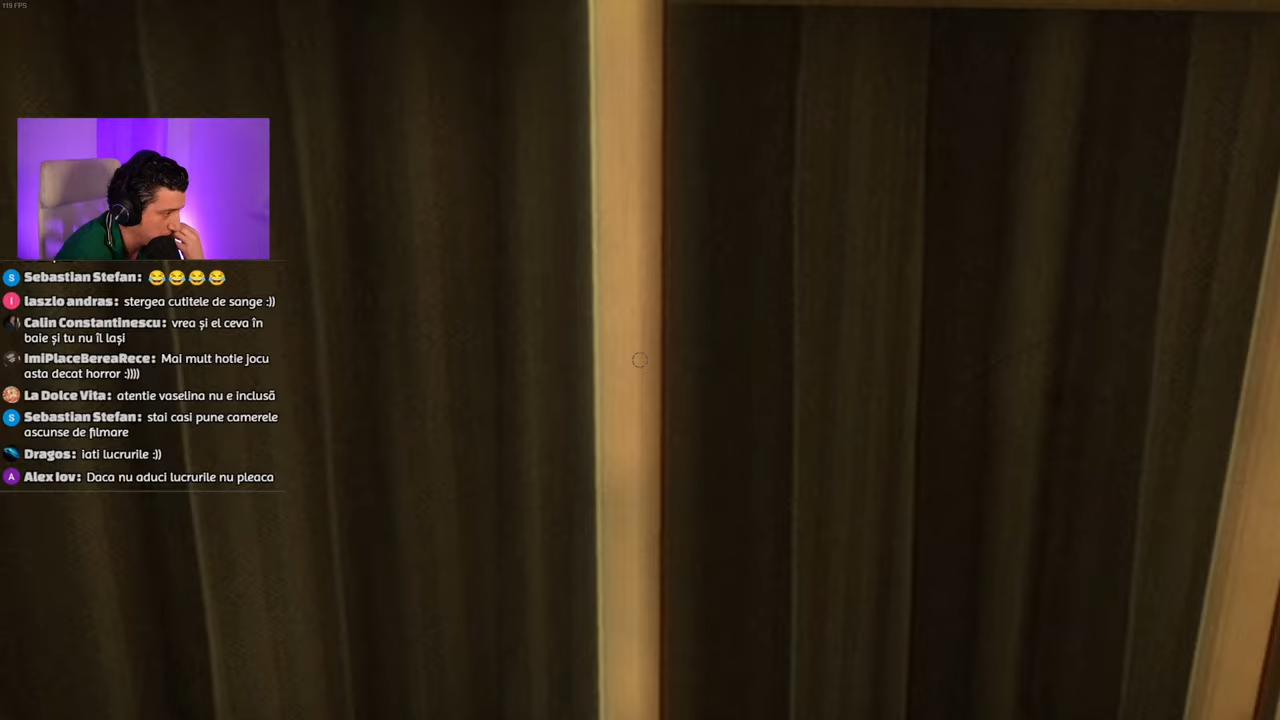 119 FPS
S Sebastian Stefan: 😂😂😂😂
l laszlo andras: stergea cutitele de sange :))
Calin Constantinescu: vrea și el ceva în
baie și tu nu îl lași
ImiPlaceBereaRece: Mai mult hotie jocu
asta decat horror :))))
La Dolce Vita: atentie vaselina nu e inclusă
S Sebastian Stefan: stai casi pune camerele
ascunse de filmare
Dragos: iati lucrurile :))
A Alex Iov: Daca nu aduci lucrurile nu pleaca